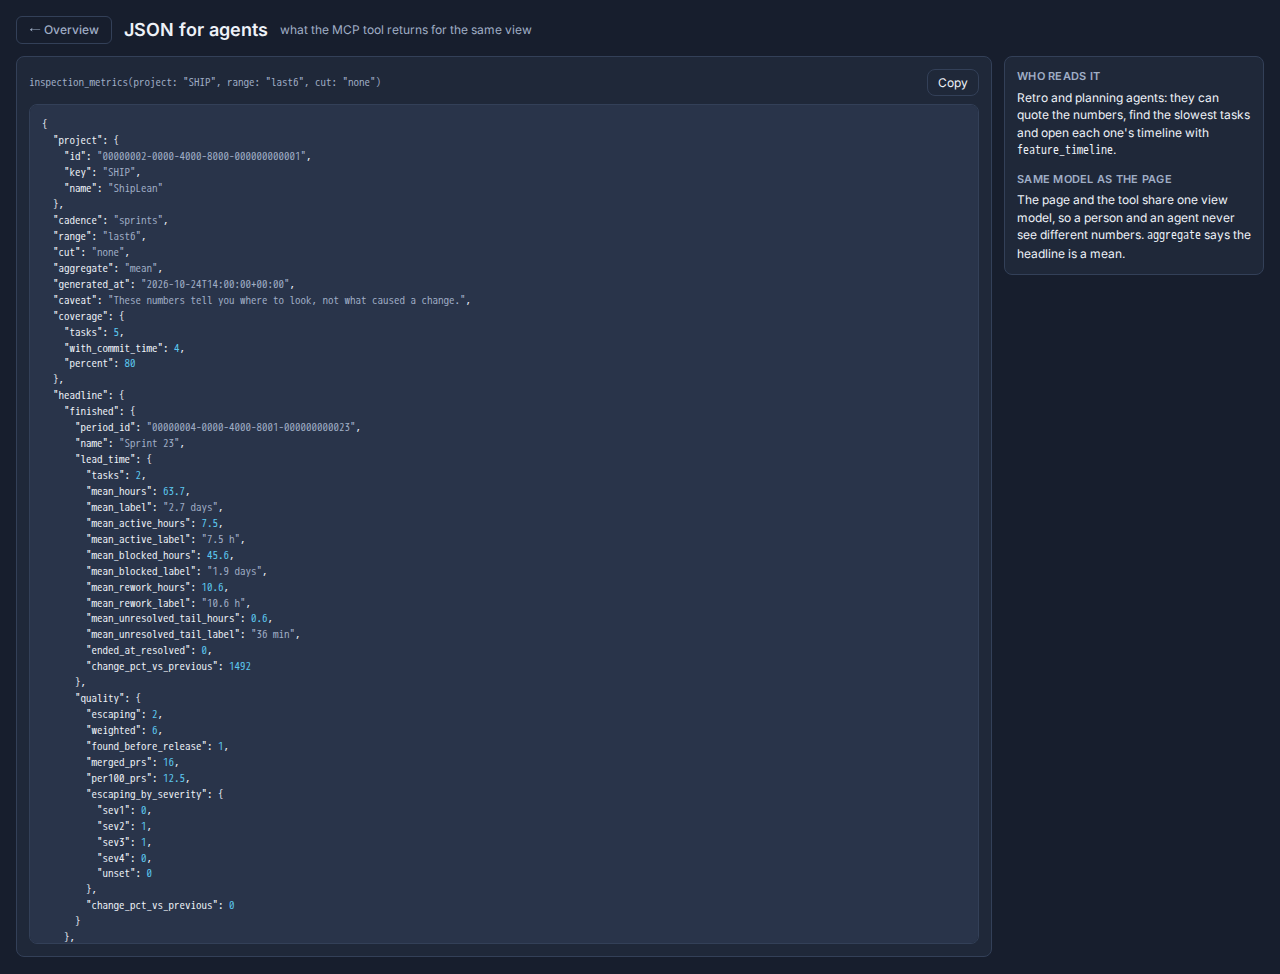 ← Overview
JSON for agents
what the MCP tool returns for the same view
inspection_metrics(project: "SHIP", range: "last6", cut: "none")
Copy
{
"project": {
"id": "00000002-0000-4000-8000-000000000001",
"key": "SHIP",
"name": "ShipLean"
},
"cadence": "sprints",
"range": "last6",
"cut": "none",
"aggregate": "mean",
"generated_at": "2026-10-24T14:00:00+00:00",
"caveat": "These numbers tell you where to look, not what caused a change.",
"coverage": {
"tasks": 5,
"with_commit_time": 4,
"percent": 80
},
"headline": {
"finished": {
"period_id": "00000004-0000-4000-8001-000000000023",
"name": "Sprint 23",
"lead_time": {
"tasks": 2,
"mean_hours": 63.7,
"mean_label": "2.7 days",
"mean_active_hours": 7.5,
"mean_active_label": "7.5 h",
"mean_blocked_hours": 45.6,
"mean_blocked_label": "1.9 days",
"mean_rework_hours": 10.6,
"mean_rework_label": "10.6 h",
"mean_unresolved_tail_hours": 0.6,
"mean_unresolved_tail_label": "36 min",
"ended_at_resolved": 0,
"change_pct_vs_previous": 1492
},
"quality": {
"escaping": 2,
"weighted": 6,
"found_before_release": 1,
"merged_prs": 16,
"per100_prs": 12.5,
"escaping_by_severity": {
"sev1": 0,
"sev2": 1,
"sev3": 1,
"sev4": 0,
"unset": 0
},
"change_pct_vs_previous": 0
}
},
WHO READS IT
Retro and planning agents: they can
quote the numbers, find the slowest tasks
and open each one's timeline with
feature_timeline.
SAME MODEL AS THE PAGE
The page and the tool share one view
model, so a person and an agent never
see different numbers. aggregate says the
headline is a mean.